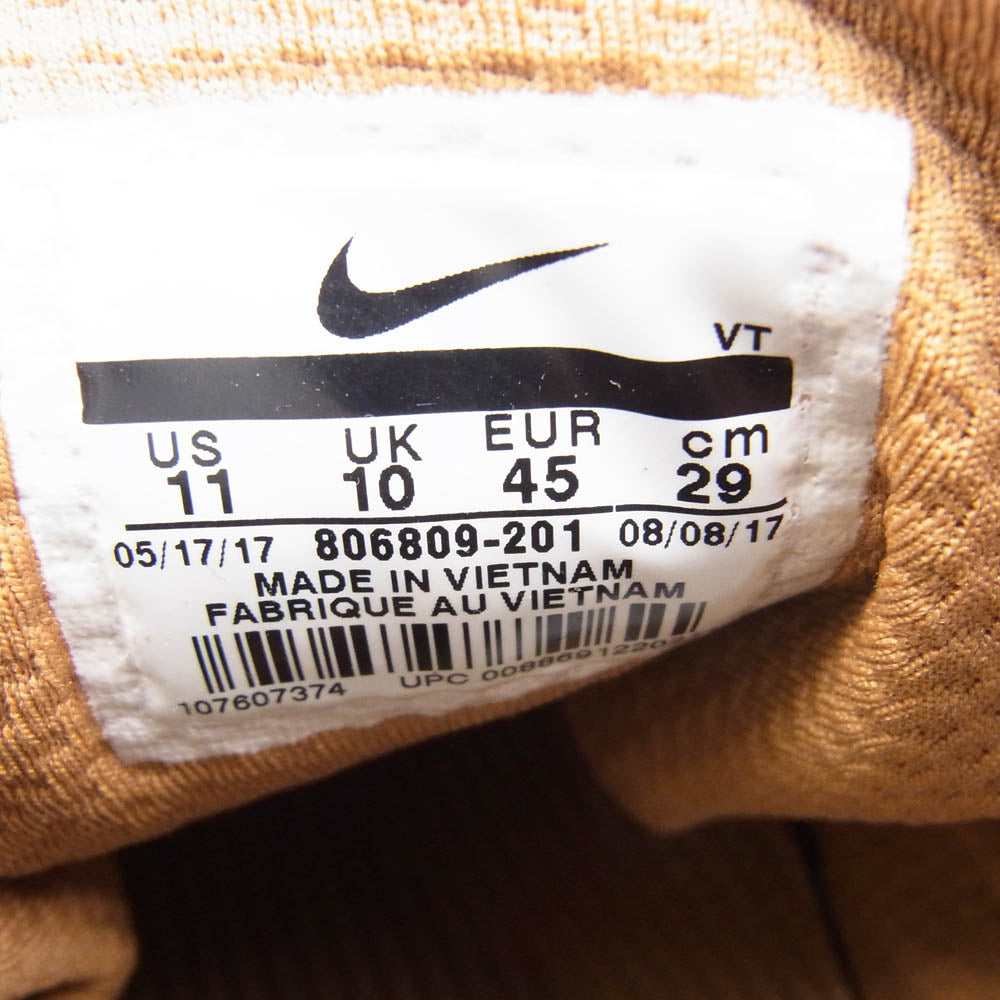 VT
US UK EUR cm
11 10 45 29
05/17/17 806809-201 08/08/17
MADE IN VIETNAM
FABRIQUE AU VIETNAM
107607374 UPC